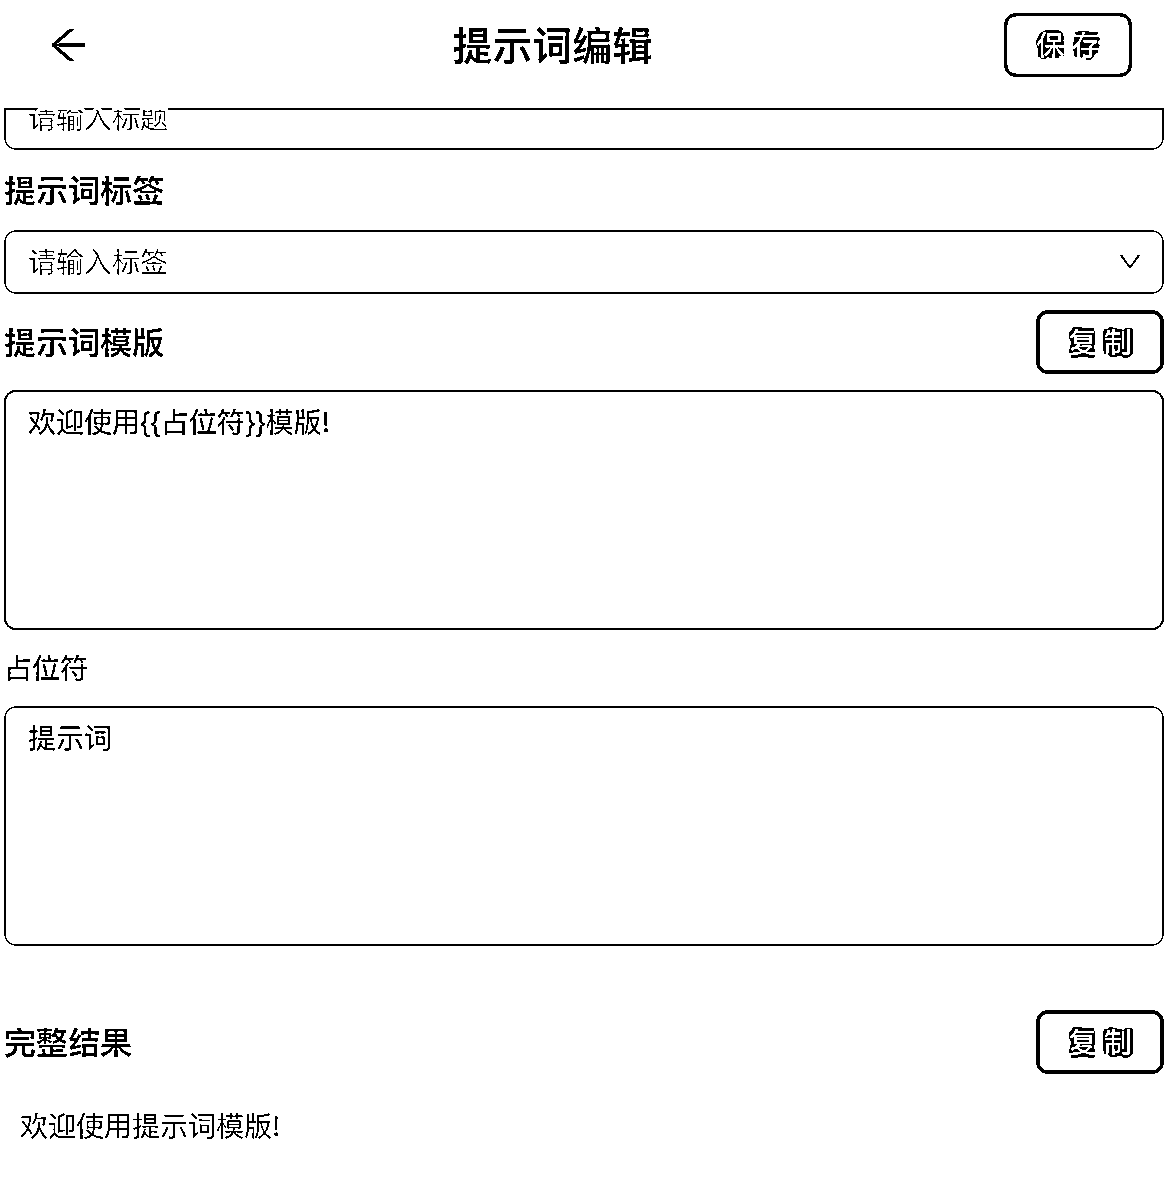 提示词编辑
保存
请输入标题
提示词标签
请输入标签
提示词模版
复制
欢迎使用{{占位符}}模版!
占位符
提示词
完整结果
复制
欢迎使用提示词模版!